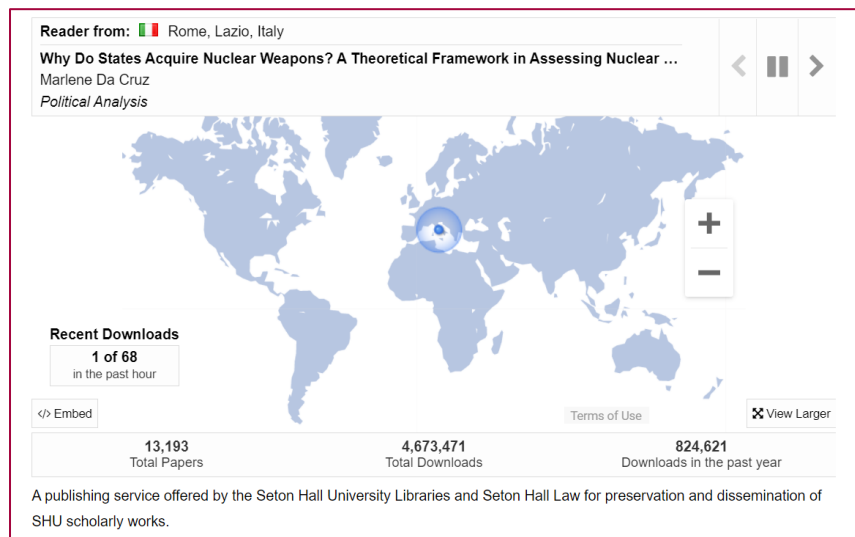 Reader from: Rome, Lazio, Italy
Why Do States Acquire Nuclear Weapons? A Theoretical Framework in Assessing Nuclear ...
Marlene Da Cruz
Political Analysis
Recent Downloads
1 of 68
in the past hour
</> Embed
Terms of Use
View Larger
13,193
Total Papers
4,673,471
Total Downloads
824,621
Downloads in the past year
A publishing service offered by the Seton Hall University Libraries and Seton Hall Law for preservation and dissemination of
SHU scholarly works.